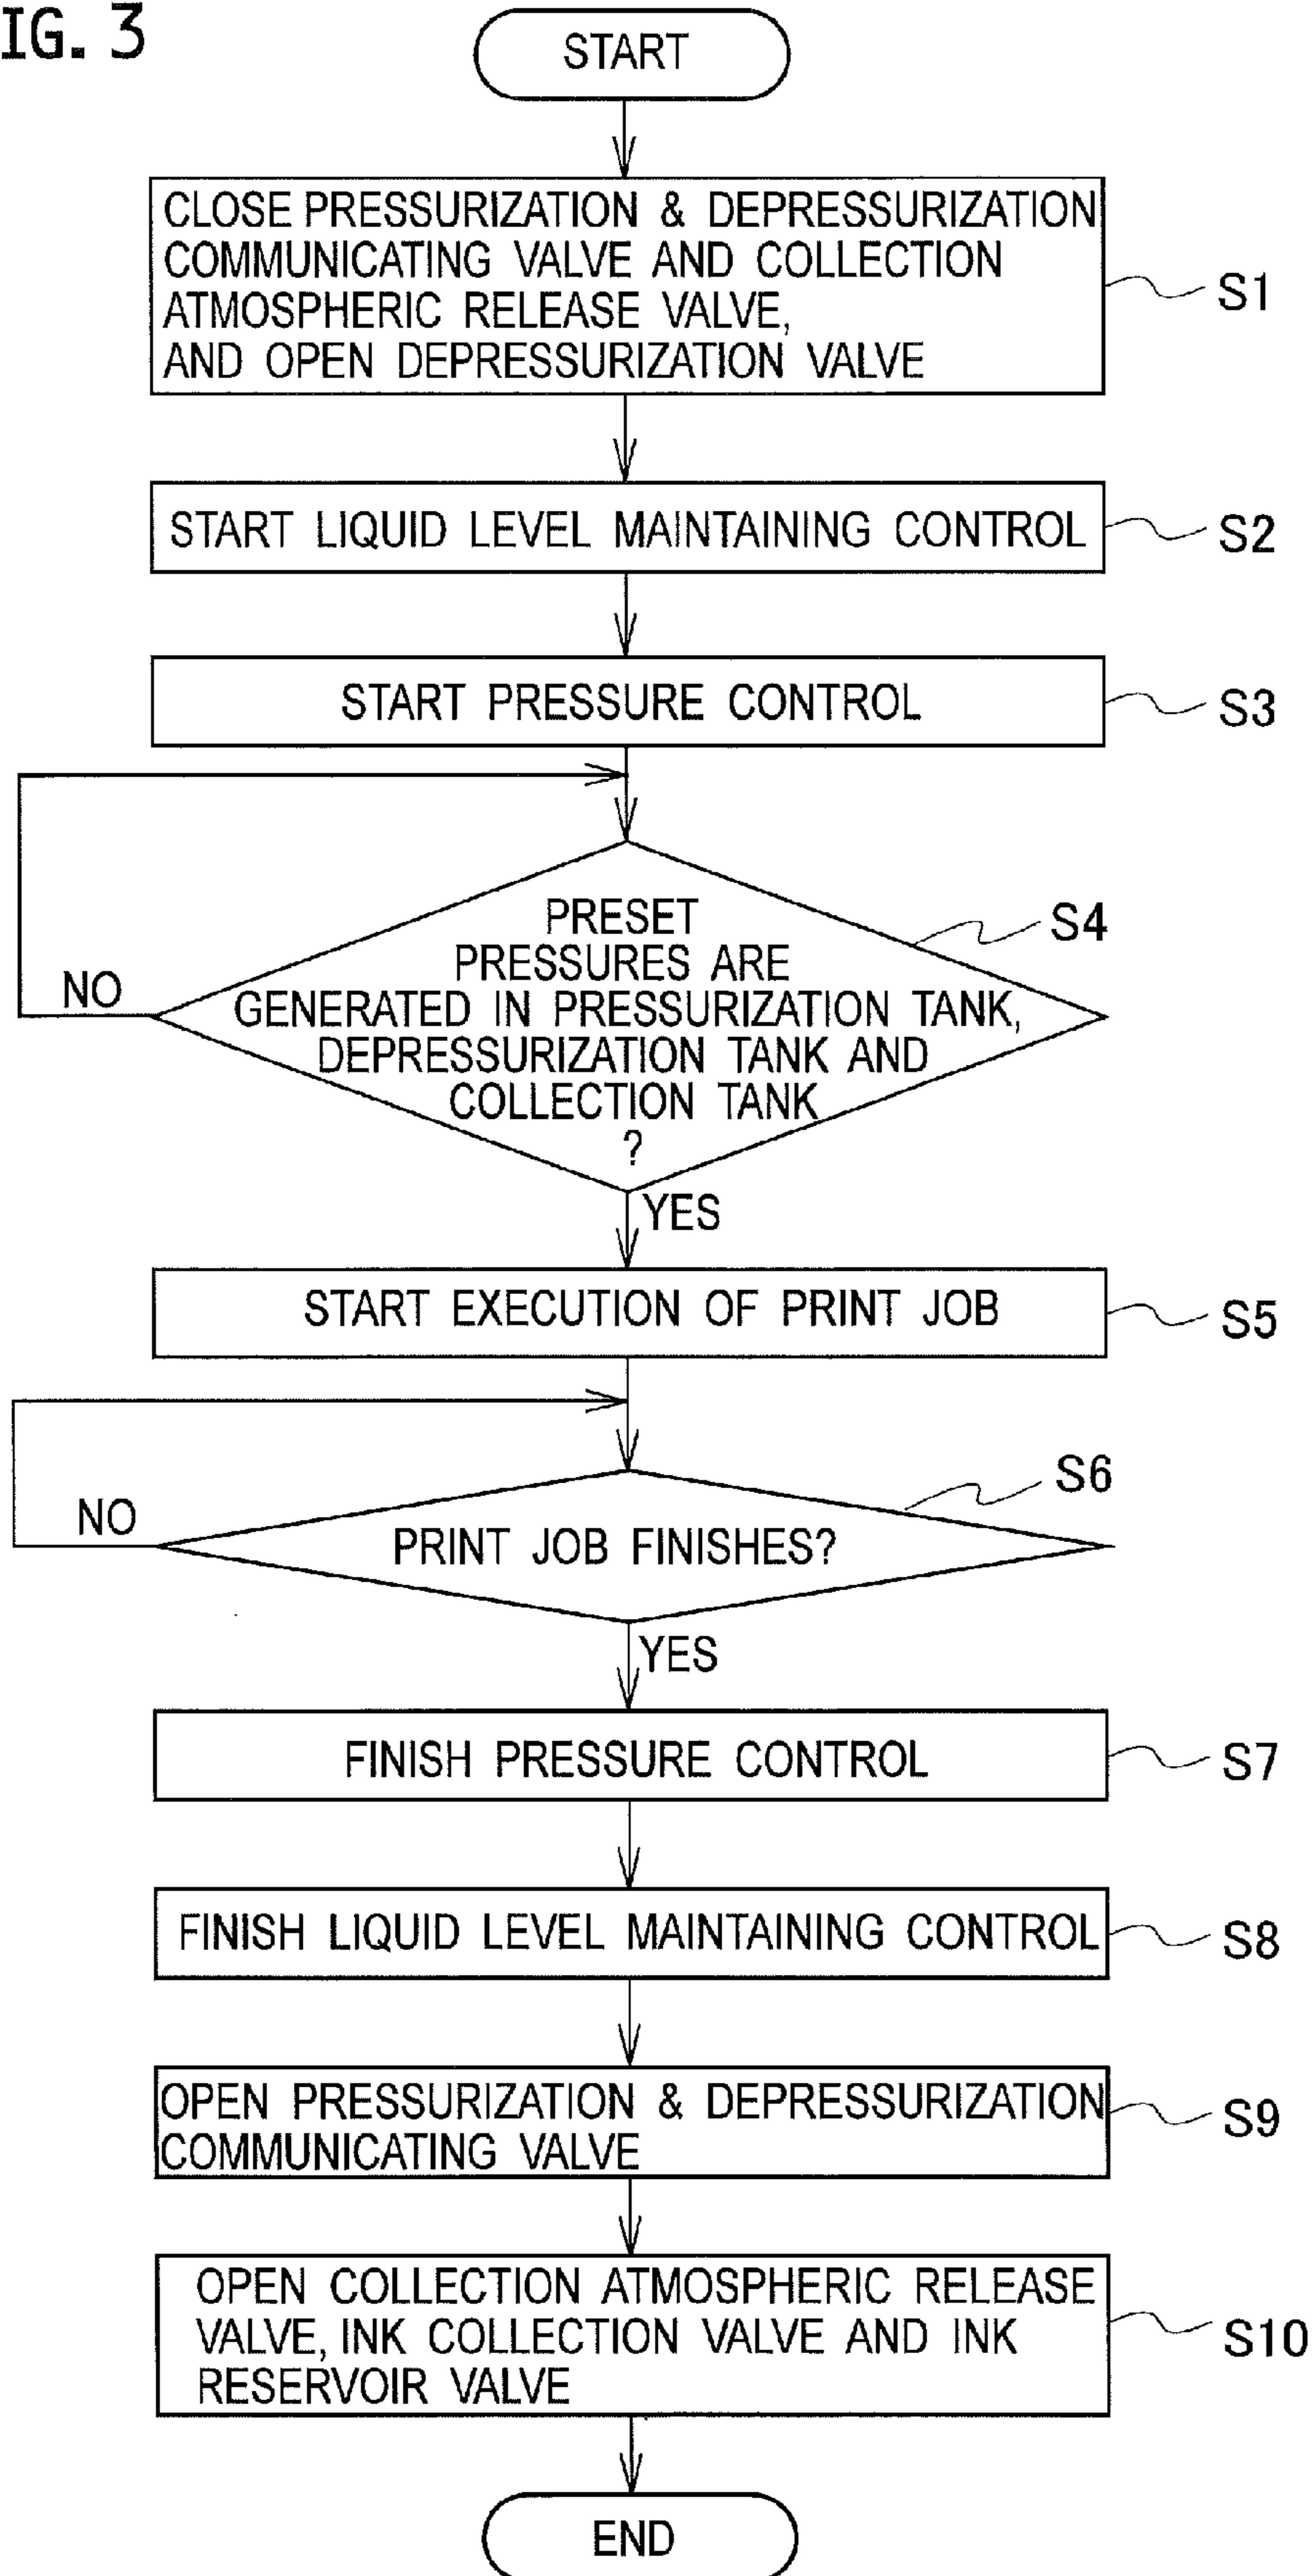 IG. 3
START
CLOSE PRESSURIZATION & DEPRESSURIZATION
COMMUNICATING VALVE AND COLLECTION
ATMOSPHERIC RELEASE VALVE,
AND OPEN DEPRESSURIZATION VALVE
S1
START LIQUID LEVEL MAINTAINING CONTROL
S2
START PRESSURE CONTROL
S3
PRESET
PRESSURES ARE
GENERATED IN PRESSURIZATION TANK,
DEPRESSURIZATION TANK AND
COLLECTION TANK
?
S4
NO
YES
START EXECUTION OF PRINT JOB
S5
PRINT JOB FINISHES?
S6
NO
YES
FINISH PRESSURE CONTROL
S7
FINISH LIQUID LEVEL MAINTAINING CONTROL
S8
OPEN PRESSURIZATION & DEPRESSURIZATION
COMMUNICATING VALVE
S9
OPEN COLLECTION ATMOSPHERIC RELEASE
VALVE, INK COLLECTION VALVE AND INK
RESERVOIR VALVE
S10
END